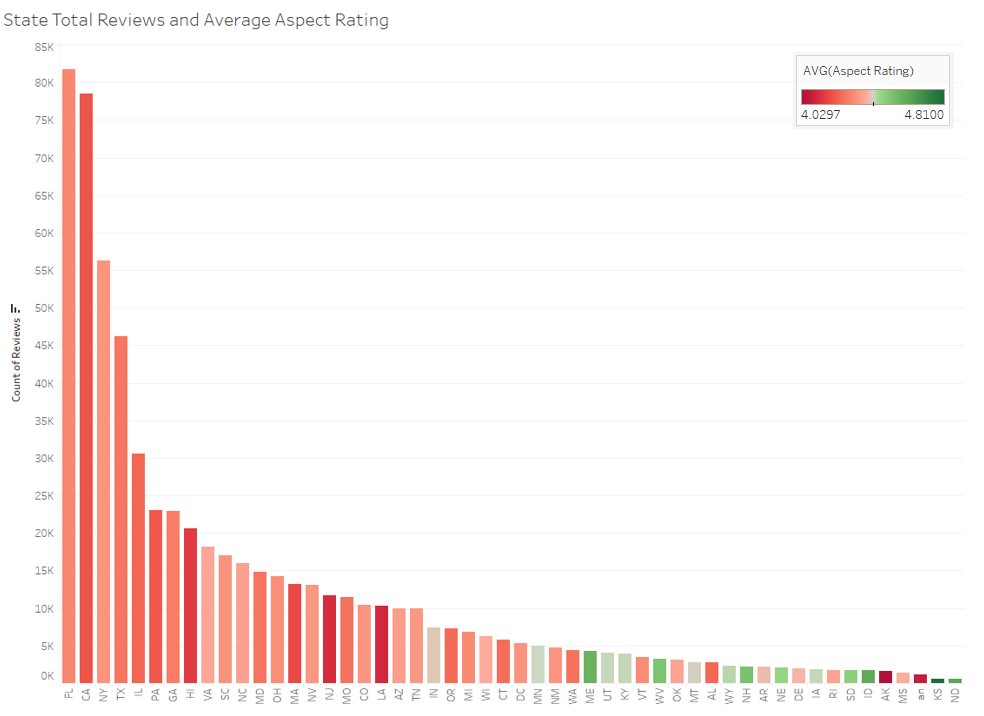 State Total Reviews and Average Aspect Rating
AVG(Aspect Rating)
4.0297 4.8100
85K
80K
75K
70K
65K
60K
55K
50K
45K
40K
35K
30K
25K
20K
15K
10K
5K
0K
Count of Reviews
FL CA NY TX IL PA GA HI VA SC NC MD OH MA NV NJ MO CO LA AZ TN IN OR MI WI CT DC MN NM WA ME UT KY VT WV OK MT AL WY NH AR NE DE IA RI SD ID AK MS an KS ND